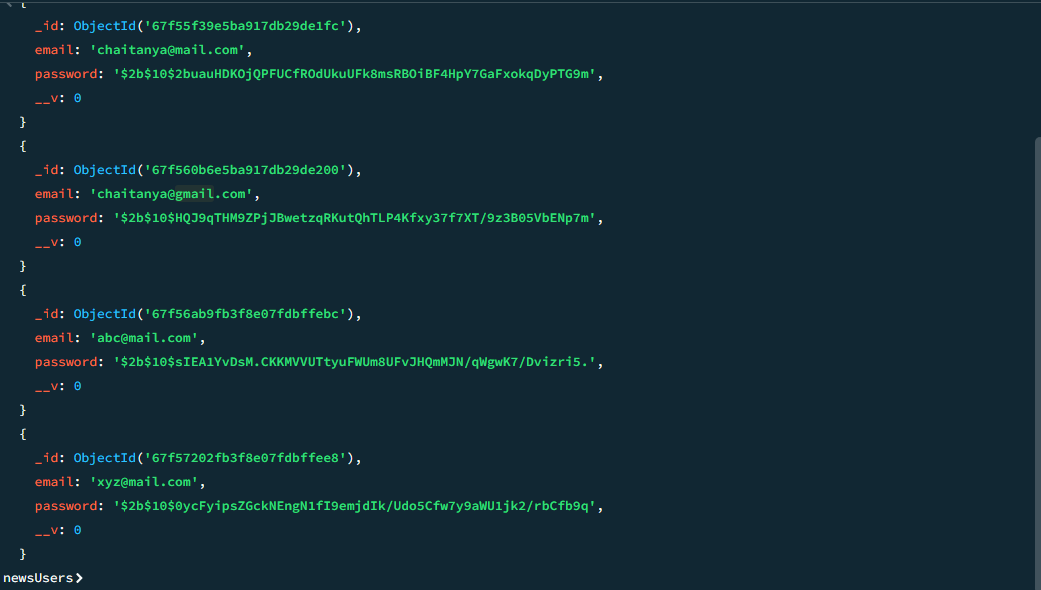 {
_id: ObjectId('67f55f39e5ba917db29de1fc'),
email: 'chaitanya@mail.com',
password: '$2b$10$2buauHDKOjQPFUCfROdUkuUFk8msRBOiBF4HpY7GaFxokqDyPTG9m',
__v: 0
}
{
_id: ObjectId('67f560b6e5ba917db29de200'),
email: 'chaitanya@gmail.com',
password: '$2b$10$HQJ9qTHM9ZPjJBwetzqRKutQhTLP4Kfxy37f7XT/9z3B05VbENp7m',
__v: 0
}
{
_id: ObjectId('67f56ab9fb3f8e07fdbffebc'),
email: 'abc@mail.com',
password: '$2b$10$sIEA1YvDsM.CKKMVVUTtyuFWUm8UFvJHQmMJN/qWgwK7/Dvizri5.',
__v: 0
}
{
_id: ObjectId('67f57202fb3f8e07fdbffee8'),
email: 'xyz@mail.com',
password: '$2b$10$0ycFyipsZGckNEngN1fI9emjdIk/Udo5Cfw7y9aWU1jk2/rbCfb9q',
__v: 0
}
newsUsers>